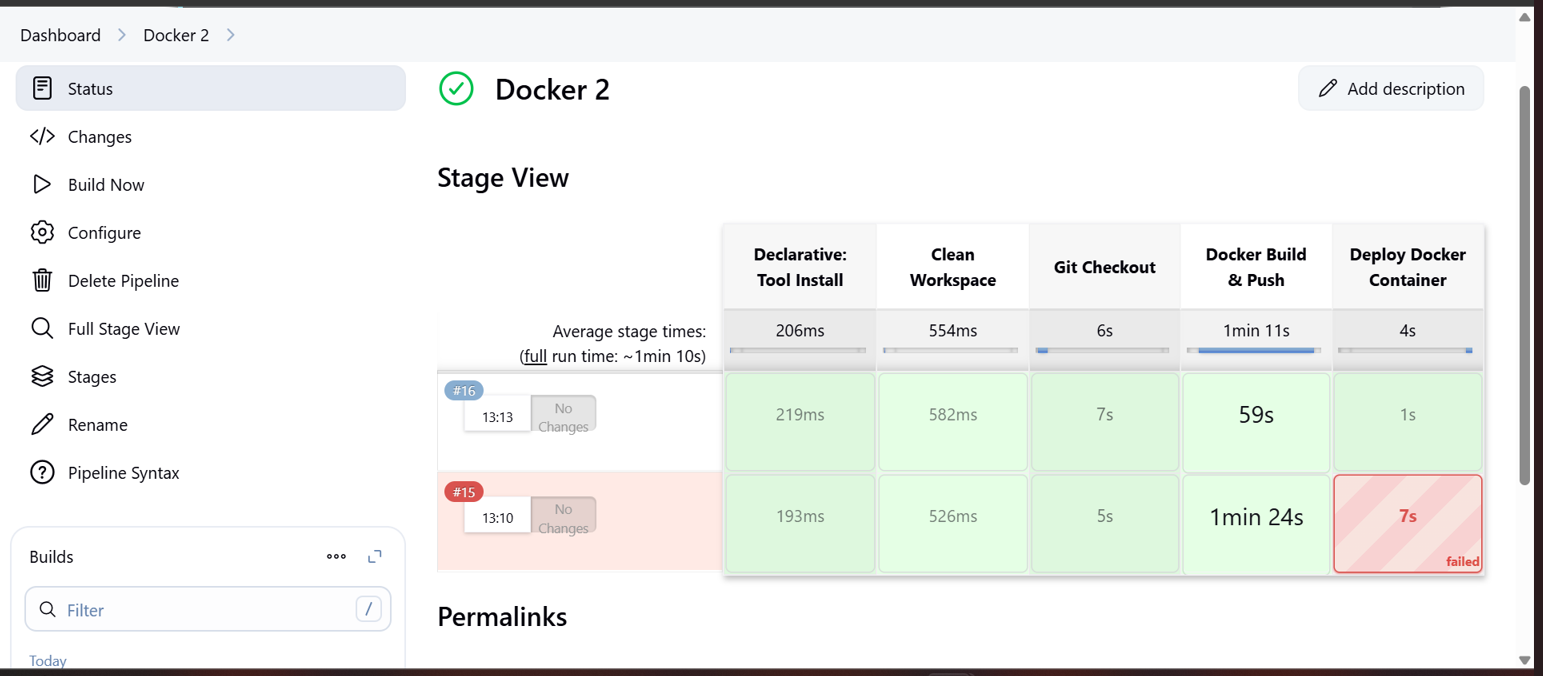 Dashboard > Docker 2 >
Status
Changes
Build Now
Configure
Delete Pipeline
Full Stage View
Stages
Rename
Pipeline Syntax
Builds
Filter
/
Today
Docker 2
Add description
Stage View
Declarative:
Tool Install
Clean
Workspace
Git Checkout
Docker Build
& Push
Deploy Docker
Container
Average stage times:
(full run time: ~1min 10s)
206ms
554ms
6s
1min 11s
4s
#16
13:13
No
Changes
219ms
582ms
7s
59s
1s
#15
13:10
No
Changes
193ms
526ms
5s
1min 24s
7s
failed
Permalinks